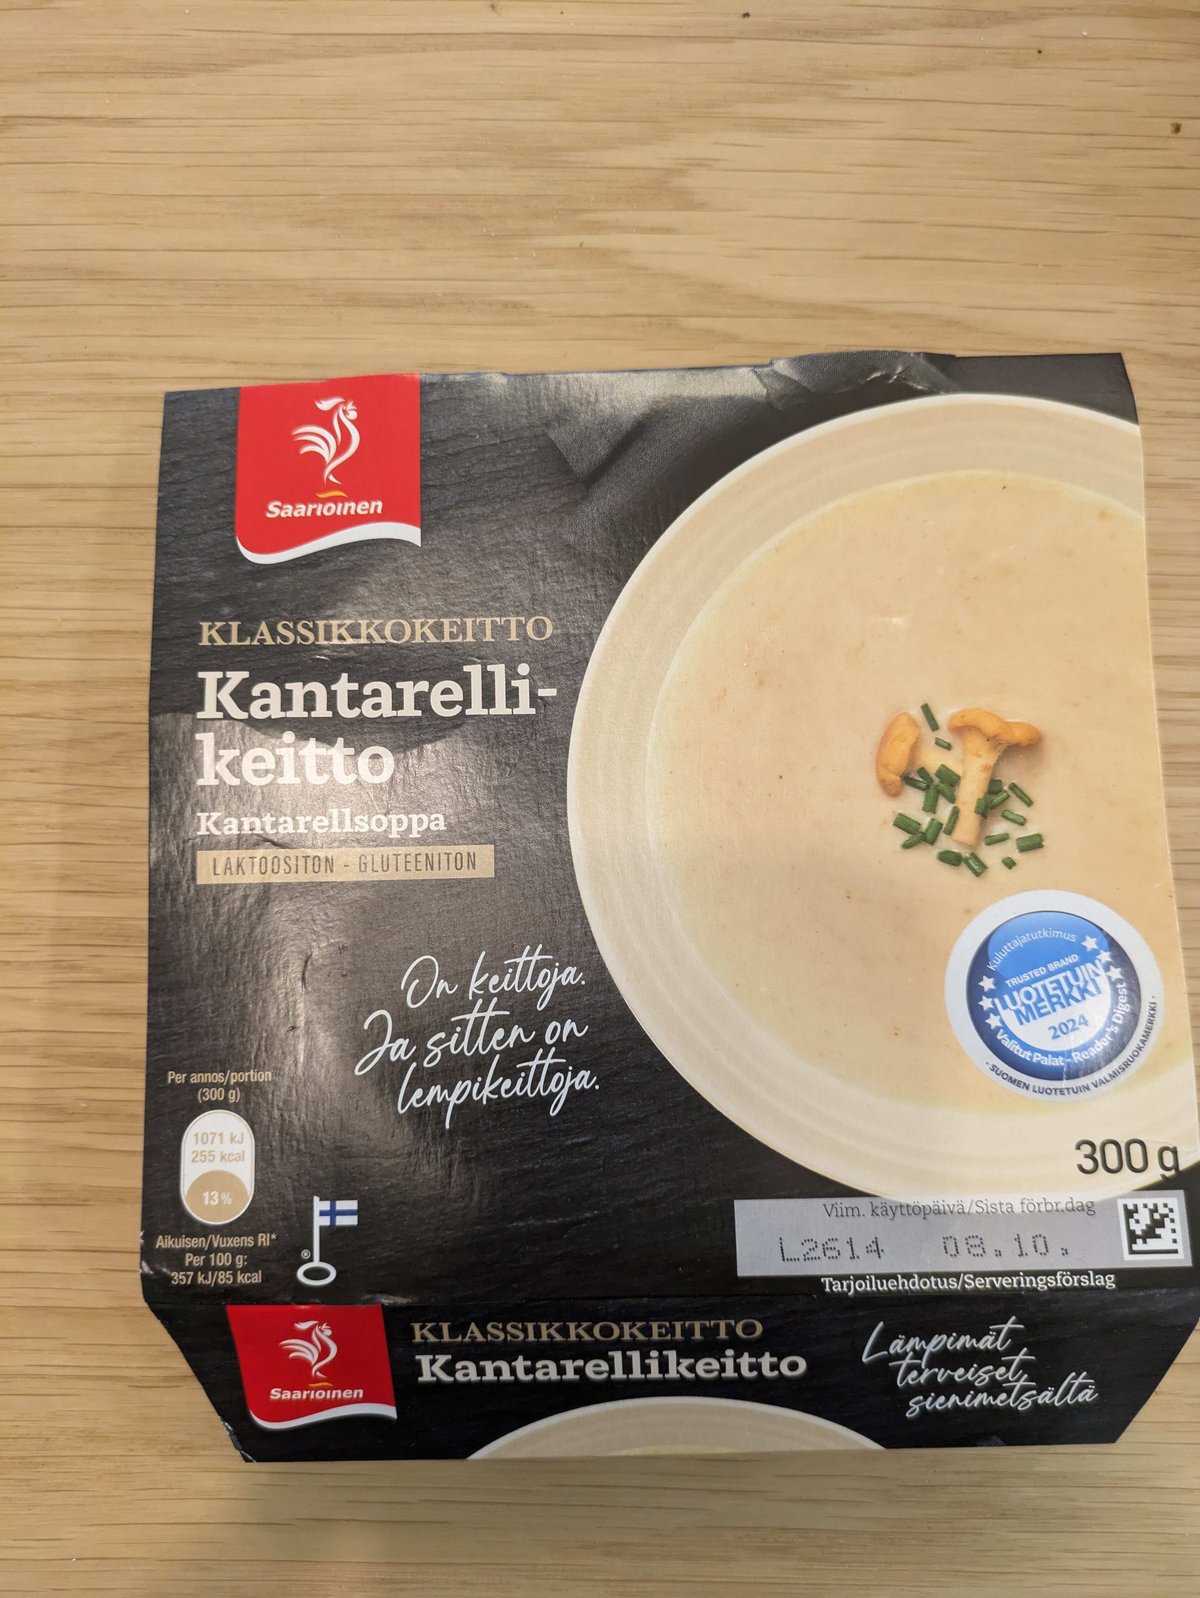 Saarioinen
KLASSIKKOKEITTO
Kantarelli-
keitto
Kantarellsoppa
LAKTOOSITON - GLUTEENITON
On keittoja.
Ja sitten on
lempikeittoja.
Per annos/portion
(300 g)
1071 kJ
255 kcal
13%
Aikuisen/Vuxens RI*
Per 100 g:
357 kJ/85 kcal
®
Kuluttajatutkimus
TRUSTED BRAND
LUOTETUIN
MERKKI
2024
Valitut Palat - Reader's Digest
· SUOMEN LUOTETUIN VALMISRUOKAMERKKI ·
300 g
Viim. käyttöpäivä/Sista förbr.dag
L2614 08.10.
Tarjoiluehdotus/Serveringsförslag
Saarioinen
KLASSIKKOKEITTO
Kantarellikeitto
Lämpimät
terveiset
sienimetsältä